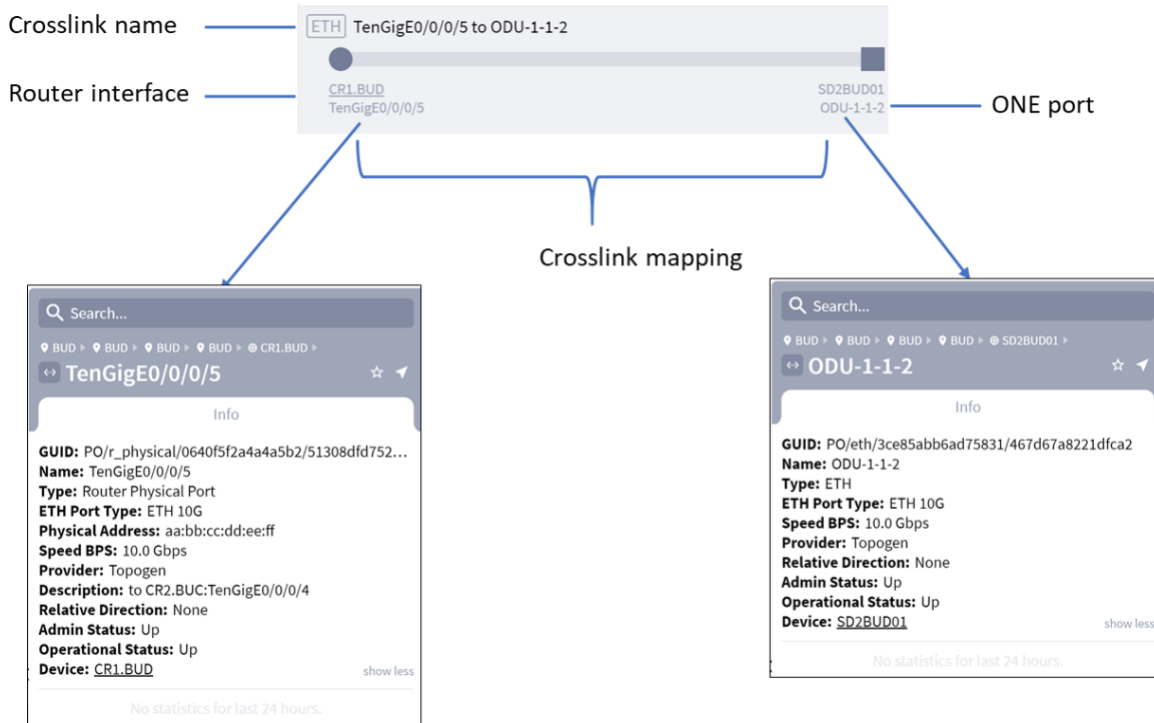 Crosslink name
ETH TenGigE0/0/0/5 to ODU-1-1-2
Router interface
CR1.BUD
TenGigE0/0/0/5
SD2BUD01
ODU-1-1-2
ONE port
Crosslink mapping
Search...
BUD BUD BUD BUD CR1.BUD
TenGigE0/0/0/5
Info
GUID: PO/r_physical/0640f5f2a4a4a5b2/51308dfd752...
Name: TenGigE0/0/0/5
Type: Router Physical Port
ETH Port Type: ETH 10G
Physical Address: aa:bb:cc:dd:ee:ff
Speed BPS: 10.0 Gbps
Provider: Topogen
Description: to CR2.BUC:TenGigE0/0/0/4
Relative Direction: None
Admin Status: Up
Operational Status: Up
Device: CR1.BUD
show less
No statistics for last 24 hours.
Search...
BUD BUD BUD BUD SD2BUD01
ODU-1-1-2
Info
GUID: PO/eth/3ce85abb6ad75831/467d67a8221dfca2
Name: ODU-1-1-2
Type: ETH
ETH Port Type: ETH 10G
Speed BPS: 10.0 Gbps
Provider: Topogen
Relative Direction: None
Admin Status: Up
Operational Status: Up
Device: SD2BUD01
show less
No statistics for last 24 hours.